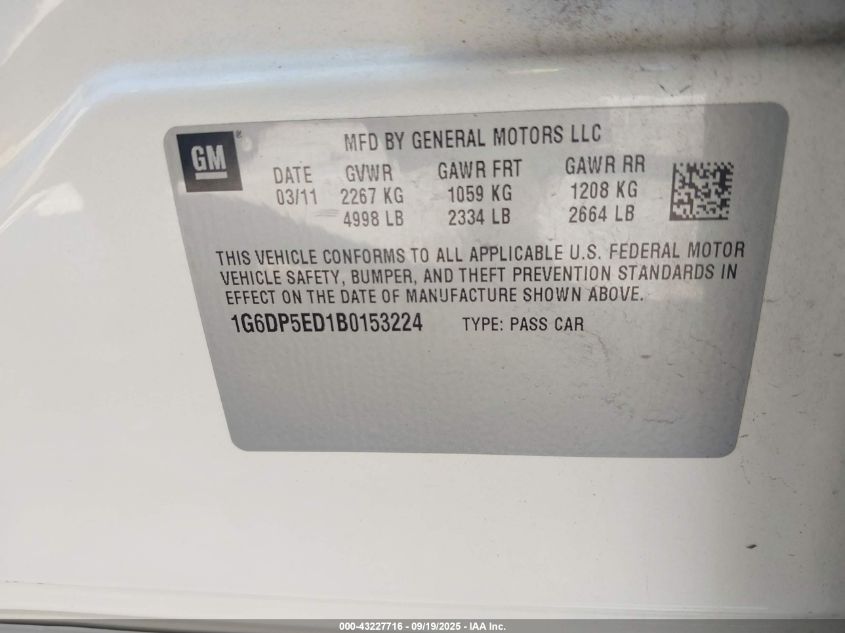 GM
MFD BY GENERAL MOTORS LLC
DATE GVWR GAWR FRT GAWR RR
03/11 2267 KG 1059 KG 1208 KG
4998 LB 2334 LB 2664 LB
THIS VEHICLE CONFORMS TO ALL APPLICABLE U.S. FEDERAL MOTOR
VEHICLE SAFETY, BUMPER, AND THEFT PREVENTION STANDARDS IN
EFFECT ON THE DATE OF MANUFACTURE SHOWN ABOVE.
1G6DP5ED1B0153224 TYPE: PASS CAR
000-43227716 - 09/19/2025 - IAA Inc.